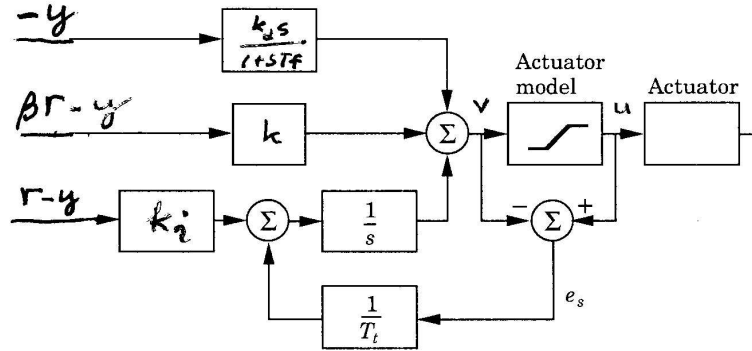 -y
k_d s
1+sT_f
βr-y
k
Σ
v
Actuator
model
u
Actuator
r-y
k_i
Σ
1
s
-
Σ
+
1
T_t
e_s